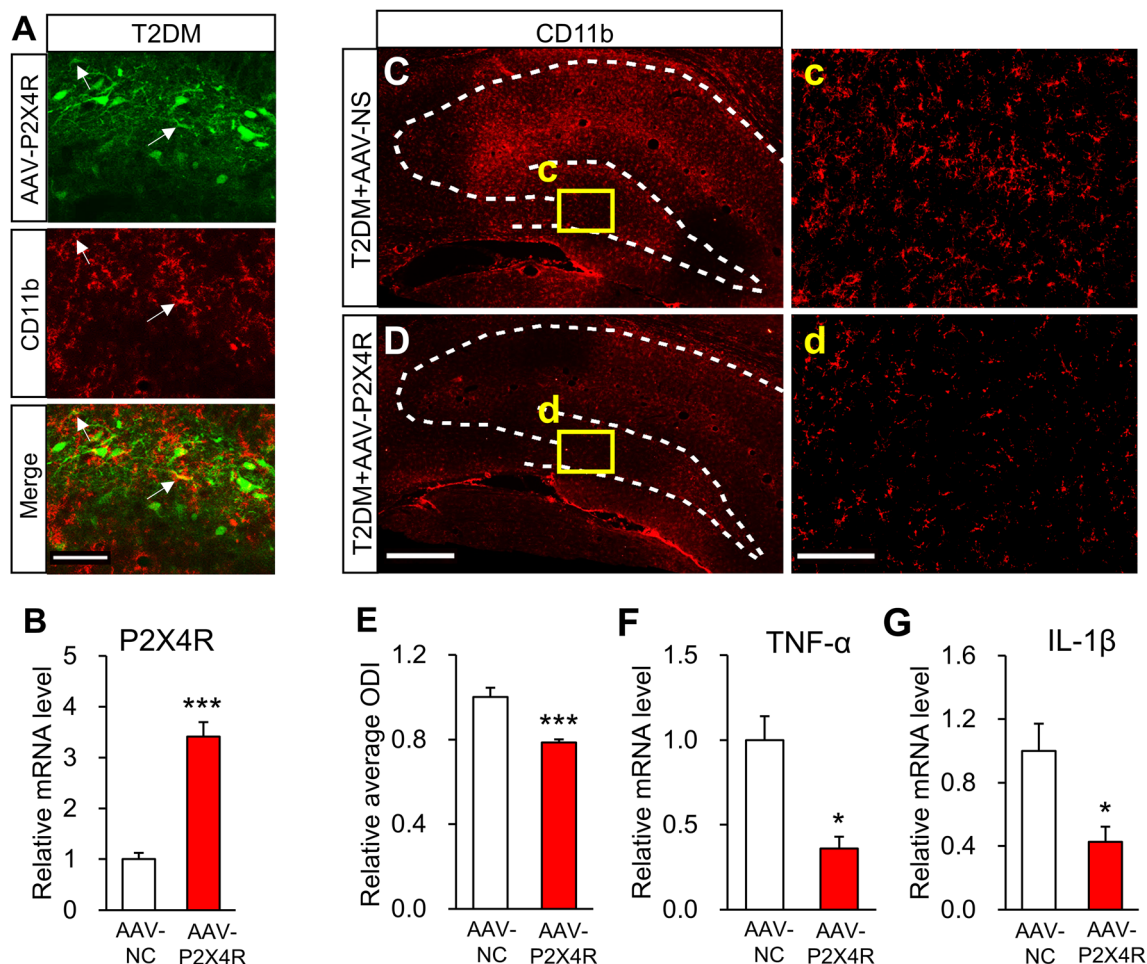 A
T2DM
AAV-P2X4R
CD11b
Merge
CD11b
T2DM+AAV-NS
C
c
c
T2DM+AAV-P2X4R
D
d
d
B
P2X4R
Relative mRNA level
5
4
3
2
1
0
***
AAV-
NC
AAV-
P2X4R
E
Relative average ODI
1.2
0.8
0.4
0.0
***
AAV-
NC
AAV-
P2X4R
F
TNF-α
Relative mRNA level
1.5
1.0
0.5
0.0
*
AAV-
NC
AAV-
P2X4R
G
IL-1β
Relative mRNA level
1.6
1.2
0.8
0.4
0.0
*
AAV-
NC
AAV-
P2X4R